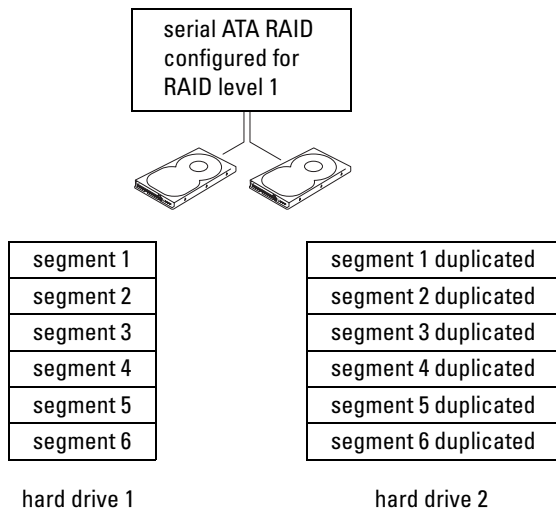 serial ATA RAID
configured for
RAID level 1
segment 1
segment 2
segment 3
segment 4
segment 5
segment 6
hard drive 1
segment 1 duplicated
segment 2 duplicated
segment 3 duplicated
segment 4 duplicated
segment 5 duplicated
segment 6 duplicated
hard drive 2